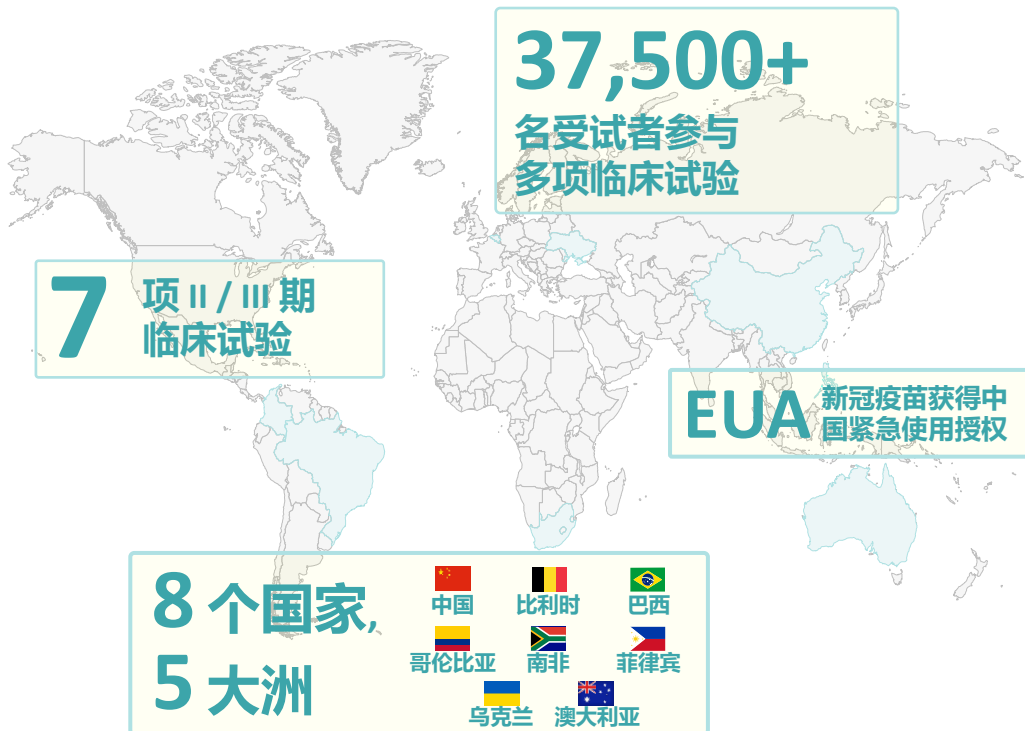 37,500+
名受试者参与
多项临床试验
7 项 II / III 期
临床试验
EUA 新冠疫苗获得中
国紧急使用授权
8 个国家,
5 大洲
中国 比利时 巴西
哥伦比亚 南非 菲律宾
乌克兰 澳大利亚